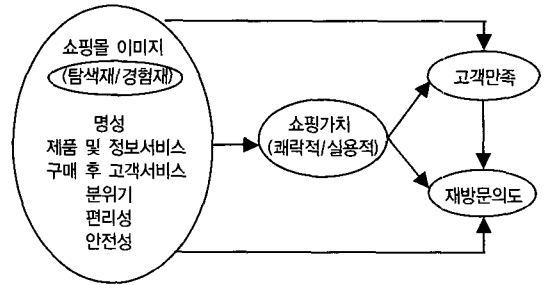 쇼핑몰 이미지
(탐색재/경험재)
명성
제품 및 정보서비스
구매 후 고객서비스
분위기
편리성
안전성
쇼핑가치
(쾌락적/실용적)
고객만족
재방문의도